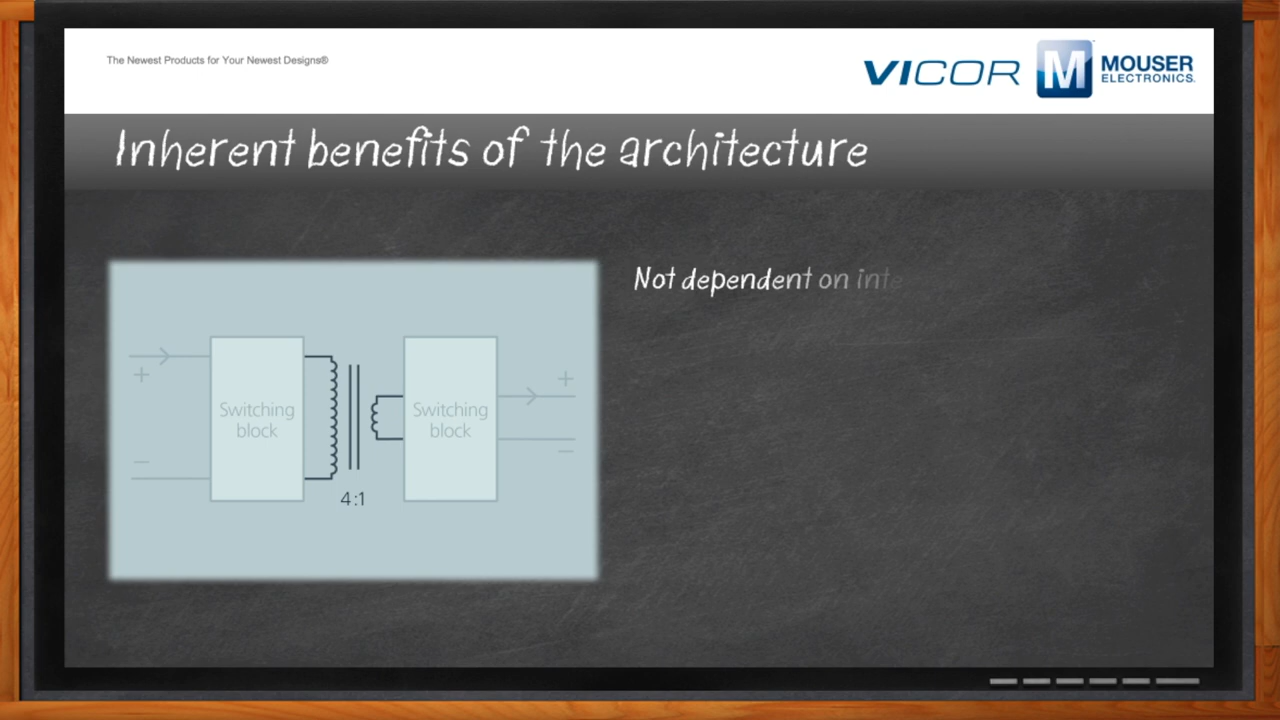 The Newest Products for Your Newest Designs®
VICOR
M
MOUSER
ELECTRONICS
Inherent benefits of the architecture
Not dependent on inte
+
Switching
block
−
4:1
Switching
block
+
−